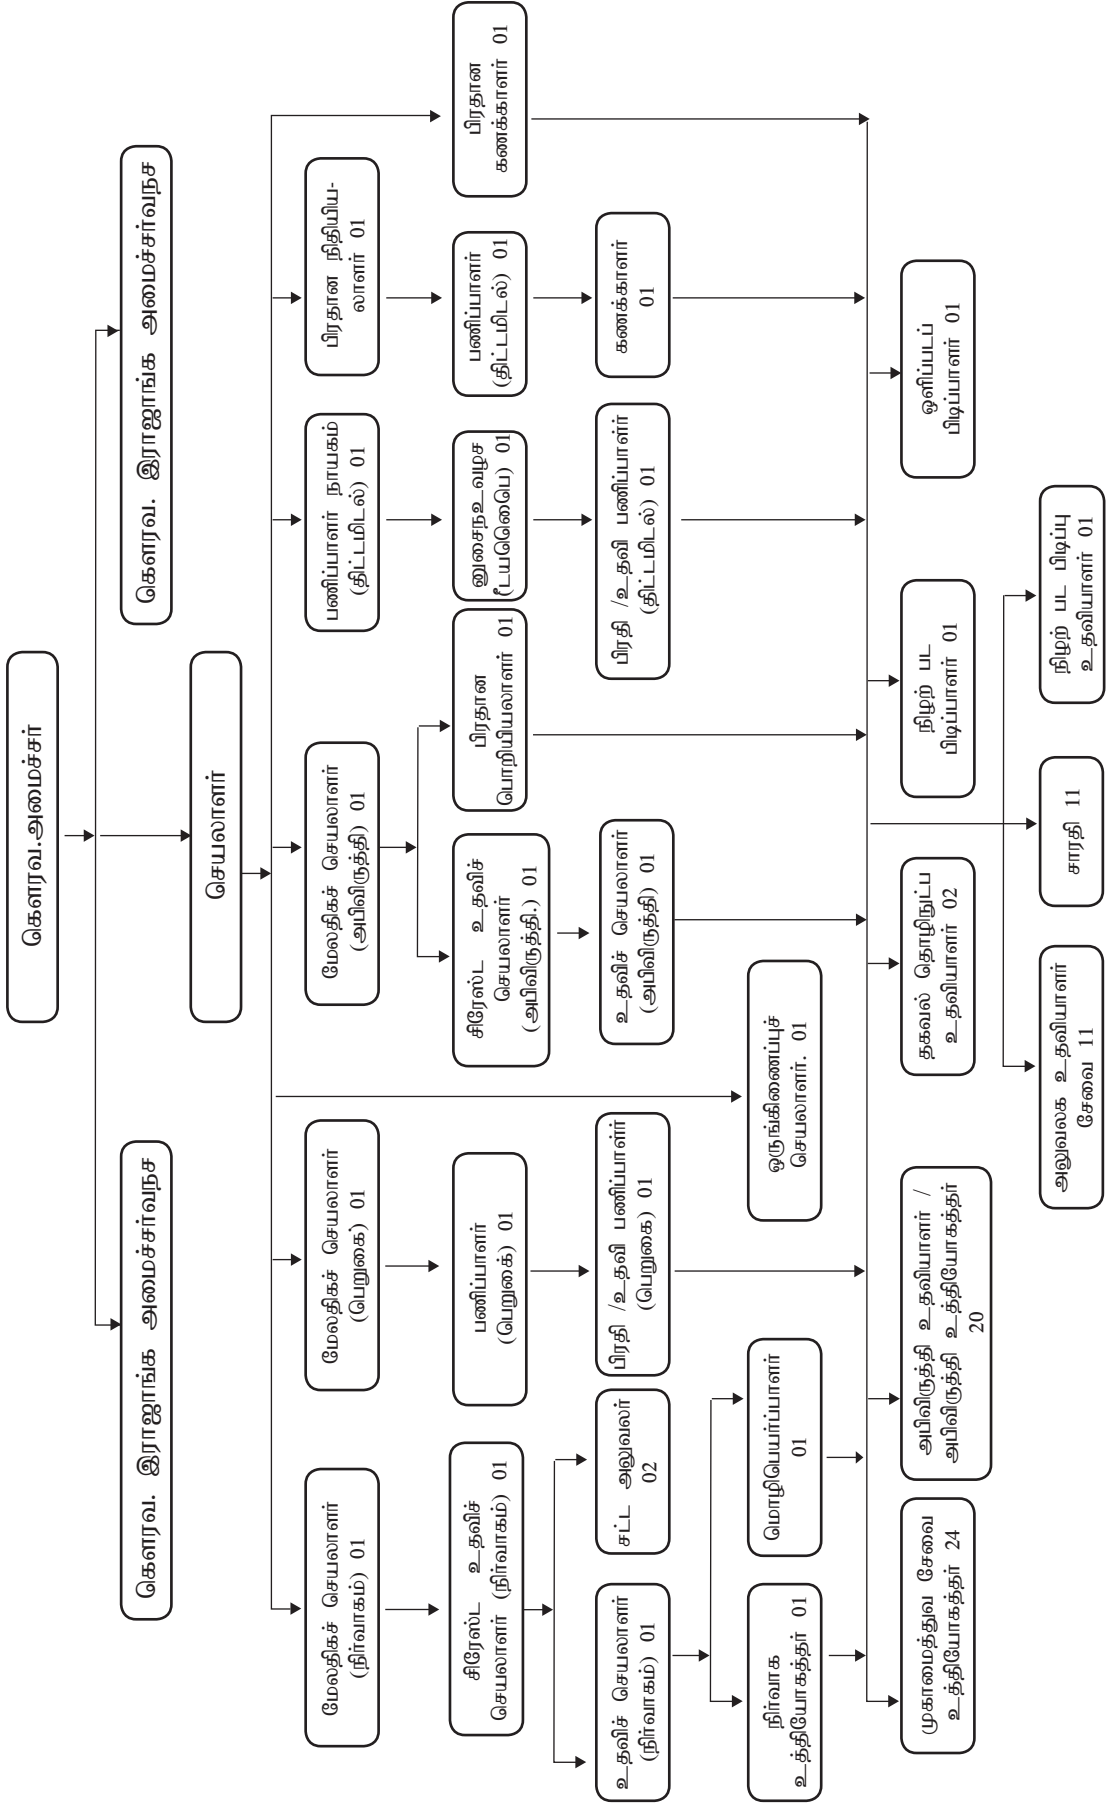 கௌரவ.அமைச்சர்
கௌரவ. இராஜாங்க அமைச்சர்வநச
கௌரவ. இராஜாங்க அமைச்சர்வநச
செயலாளர்
மேலதிகச் செயலாளர்
(நிர்வாகம்) 01
மேலதிகச் செயலாளர்
(பெறுகை) 01
மேலதிகச் செயலாளர்
(அபிவிருத்தி) 01
பணிப்பாளர் நாயகம்
(திட்டமிடல்) 01
பிரதான நிதியிய-
லாளர் 01
சிரேஸ்ட உதவிச்
செயலாளர் (நிர்வாகம்) 01
பணிப்பாளர்
(பெறுகை) 01
சிரேஸ்ட உதவிச்
செயலாளர்
(அபிவிருத்தி.) 01
பிரதான
பொறியியலாளர் 01
பணிப்பாளர்
(திட்டமிடல்) 01
பிரதான
கணக்காளர் 01
உதவிச் செயலாளர்
(நிர்வாகம்) 01
சட்ட அலுவலர்
02
பிரதி /உதவி பணிப்பாளர்
(பெறுகை) 01
உதவிச் செயலாளர்
(அபிவிருத்தி) 01
பிரதி /உதவி பணிப்பாளர்
(திட்டமிடல்) 01
கணக்காளர்
01
நிர்வாக
உத்தியோகத்தர் 01
மொழிபெயர்ப்பாளர்
01
ஒருங்கிணைப்புச்
செயலாளர். 01
முகாமைத்துவ சேவை
உத்தியோகத்தர் 24
அபிவிருத்தி உதவியாளர் /
அபிவிருத்தி உத்தியோகத்தர்
20
தகவல் தொழிநுட்ப
உதவியாளர் 02
நிழற் பட
பிடிப்பாளர் 01
ஒளிப்படப்
பிடிப்பாளர் 01
அலுவலக உதவியாளர்
சேவை 11
சாரதி 11
நிழற் பட பிடிப்பு
உதவியாளர் 01